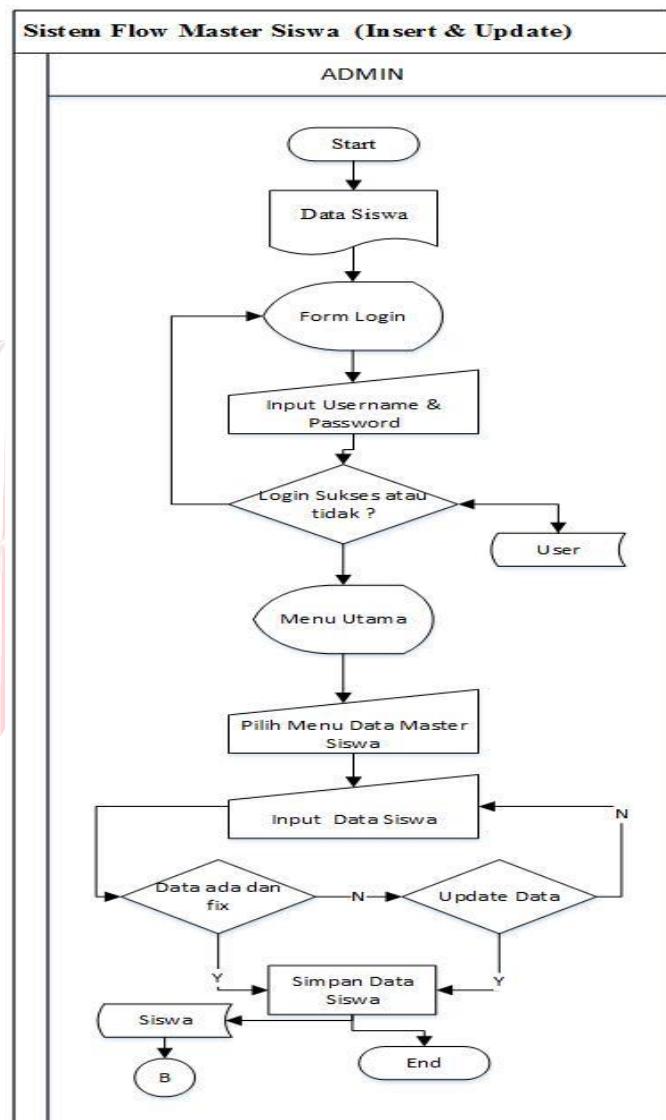 Sistem Flow Master Siswa (Insert & Update)
ADMIN
Start
Data Siswa
Form Login
Input Username &
Password
Login Sukses atau
tidak ?
User
Menu Utama
Pilih Menu Data Master
Siswa
Input Data Siswa
N
Data ada dan
fix
N
Update Data
Y
Y
Simpan Data
Siswa
Siswa
End
B